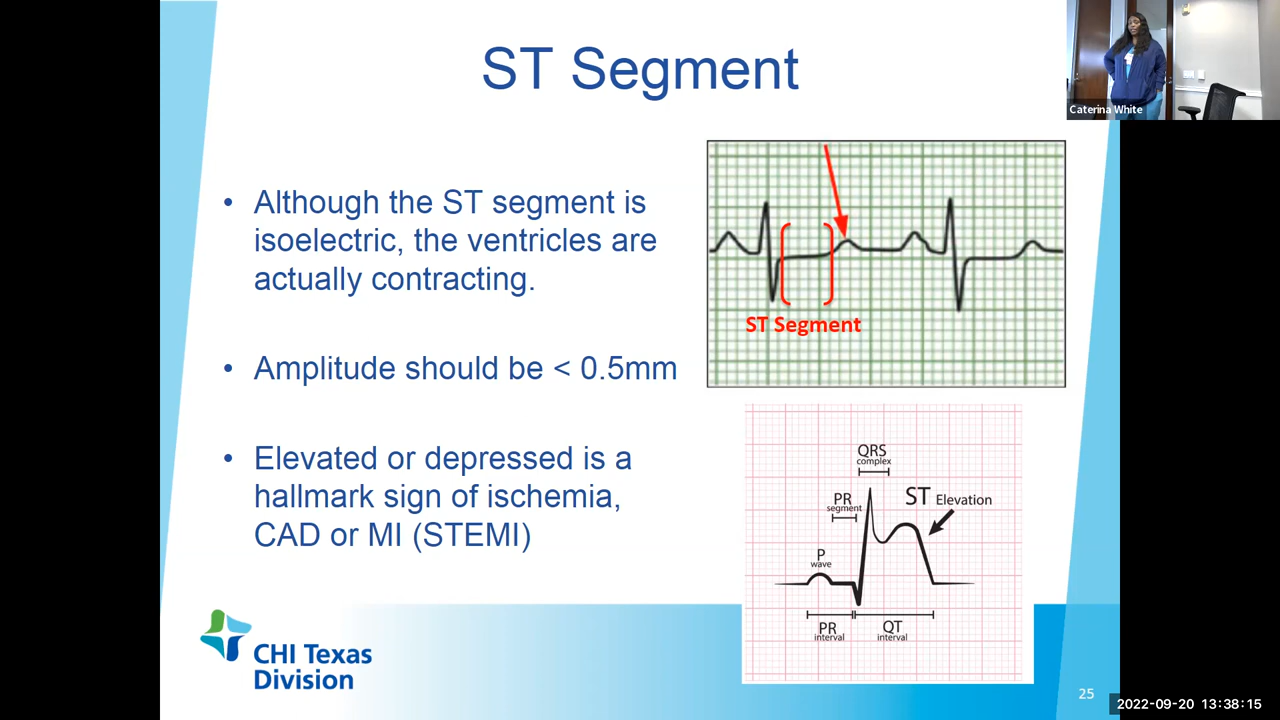 ST Segment
Caterina White
• Although the ST segment is
isoelectric, the ventricles are
actually contracting.
• Amplitude should be < 0.5mm
• Elevated or depressed is a
hallmark sign of ischemia,
CAD or MI (STEMI)
ST Segment
QRS
complex
PR
segment
ST Elevation
P
wave
PR
interval
QT
interval
CHI Texas
Division
25
2022-09-20 13:38:15